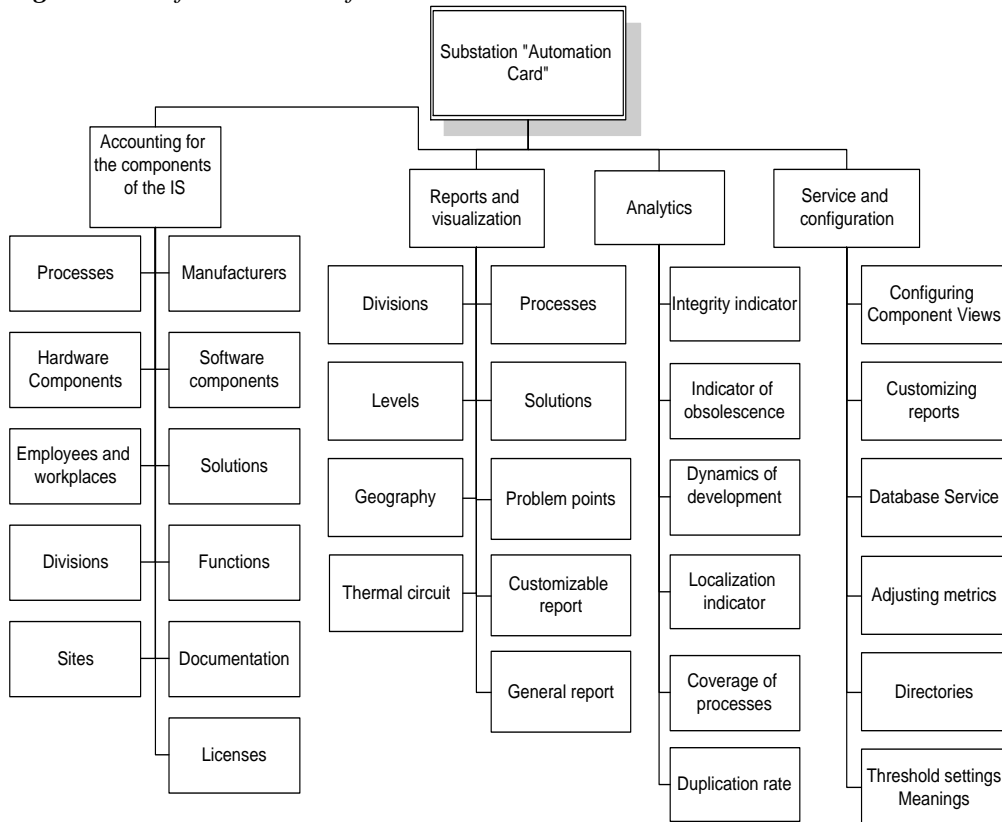 Substation "Automation
Card"
Accounting for
the components
of the IS
Reports and
visualization
Analytics
Service and
configuration
Processes
Manufacturers
Hardware
Components
Software
components
Employees and
workplaces
Solutions
Divisions
Functions
Sites
Documentation
Licenses
Divisions
Processes
Levels
Solutions
Geography
Problem points
Thermal circuit
Customizable
report
General report
Integrity indicator
Indicator of
obsolescence
Dynamics of
development
Localization
indicator
Coverage of
processes
Duplication rate
Configuring
Component Views
Customizing
reports
Database Service
Adjusting metrics
Directories
Threshold settings
Meanings